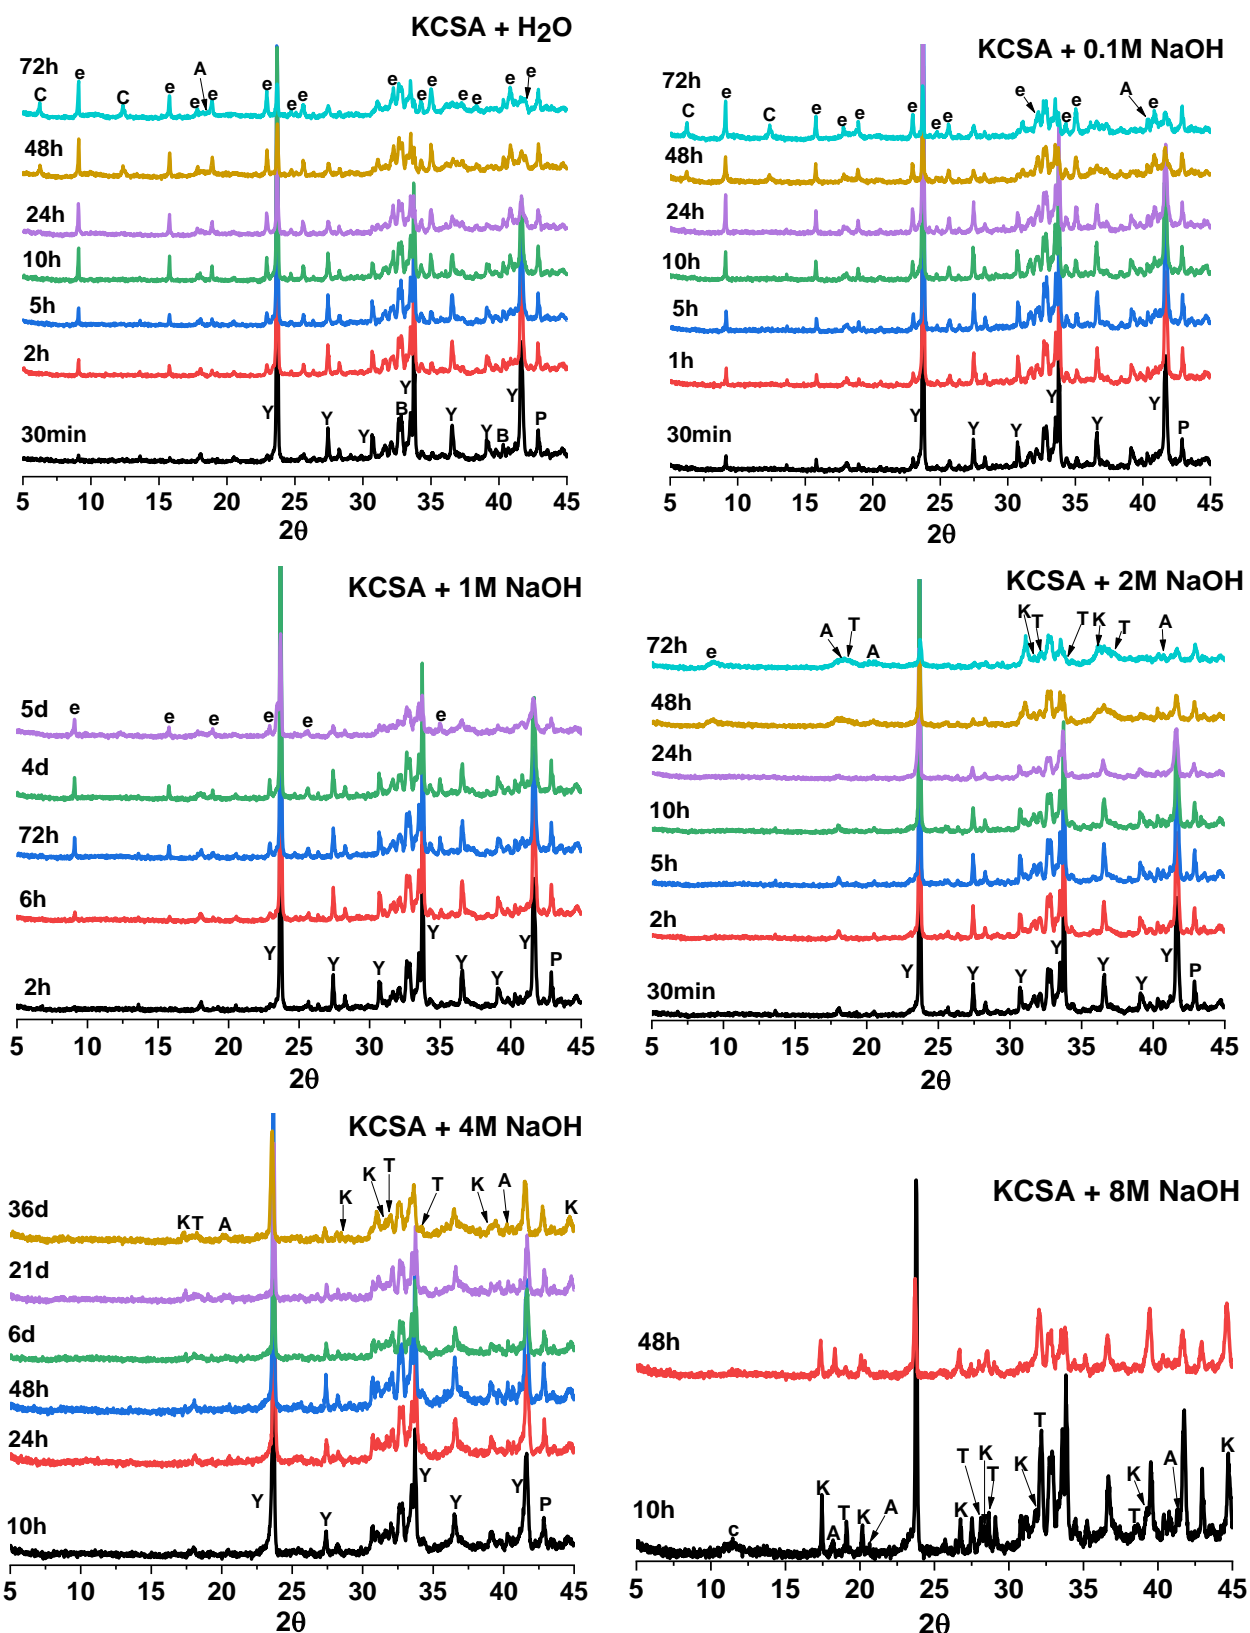 KCSA + H2O
72h
C
e
C
e
e
A
e
e
e
e
e
e
e
e
e
e
e
48h
24h
10h
5h
2h
30min
Y
Y
Y
Y
B
Y
Y
B
Y
P
5 10 15 20 25 30 35 40 45
2θ
KCSA + 0.1M NaOH
72h
C
e
C
e
e
e
e
e
e
e
e
e
A
e
48h
24h
10h
5h
1h
30min
Y
Y
Y
Y
Y
Y
P
5 10 15 20 25 30 35 40 45
2θ
KCSA + 1M NaOH
5d
e
e
e
e
e
e
4d
72h
6h
2h
Y
Y
Y
Y
Y
Y
Y
P
5 10 15 20 25 30 35 40 45
2θ
KCSA + 2M NaOH
72h
e
A
T
A
K
T
T
K
T
A
48h
24h
10h
5h
2h
30min
Y
Y
Y
Y
Y
Y
Y
P
5 10 15 20 25 30 35 40 45
2θ
KCSA + 4M NaOH
36d
K
T
A
K
K
T
T
K
A
K
21d
6d
48h
24h
10h
Y
Y
Y
Y
Y
P
5 10 15 20 25 30 35 40 45
2θ
KCSA + 8M NaOH
48h
10h
c
K
A
T
K
A
K
T
K
T
K
T
T
K
A
K
5 10 15 20 25 30 35 40 45
2θ